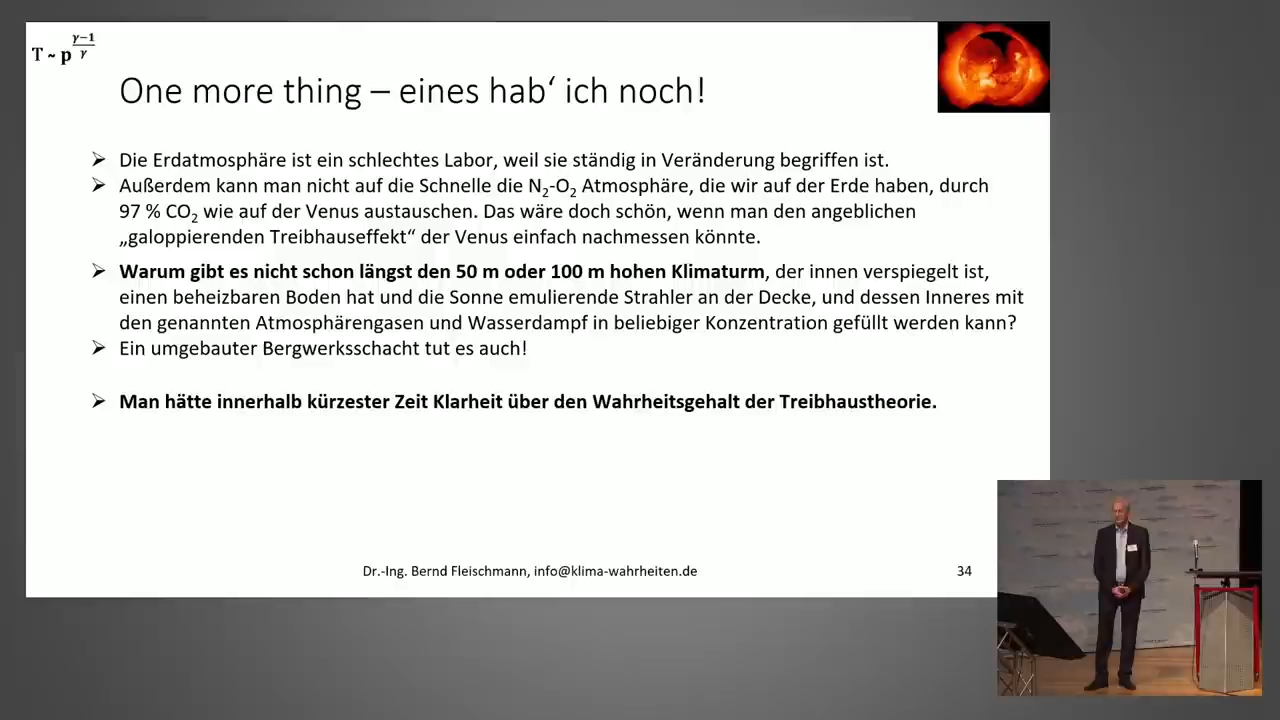 T ~ p^((γ−1)/γ)
One more thing – eines hab‘ ich noch!
➢ Die Erdatmosphäre ist ein schlechtes Labor, weil sie ständig in Veränderung begriffen ist.
➢ Außerdem kann man nicht auf die Schnelle die N₂-O₂ Atmosphäre, die wir auf der Erde haben, durch
97 % CO₂ wie auf der Venus austauschen. Das wäre doch schön, wenn man den angeblichen
„galoppierenden Treibhauseffekt“ der Venus einfach nachmessen könnte.
➢ Warum gibt es nicht schon längst den 50 m oder 100 m hohen Klimaturm, der innen verspiegelt ist,
einen beheizbaren Boden hat und die Sonne emulierende Strahler an der Decke, und dessen Inneres mit
den genannten Atmosphärengasen und Wasserdampf in beliebiger Konzentration gefüllt werden kann?
➢ Ein umgebauter Bergwerksschacht tut es auch!
➢ Man hätte innerhalb kürzester Zeit Klarheit über den Wahrheitsgehalt der Treibhaustheorie.
Dr.-Ing. Bernd Fleischmann, info@klima-wahrheiten.de
34